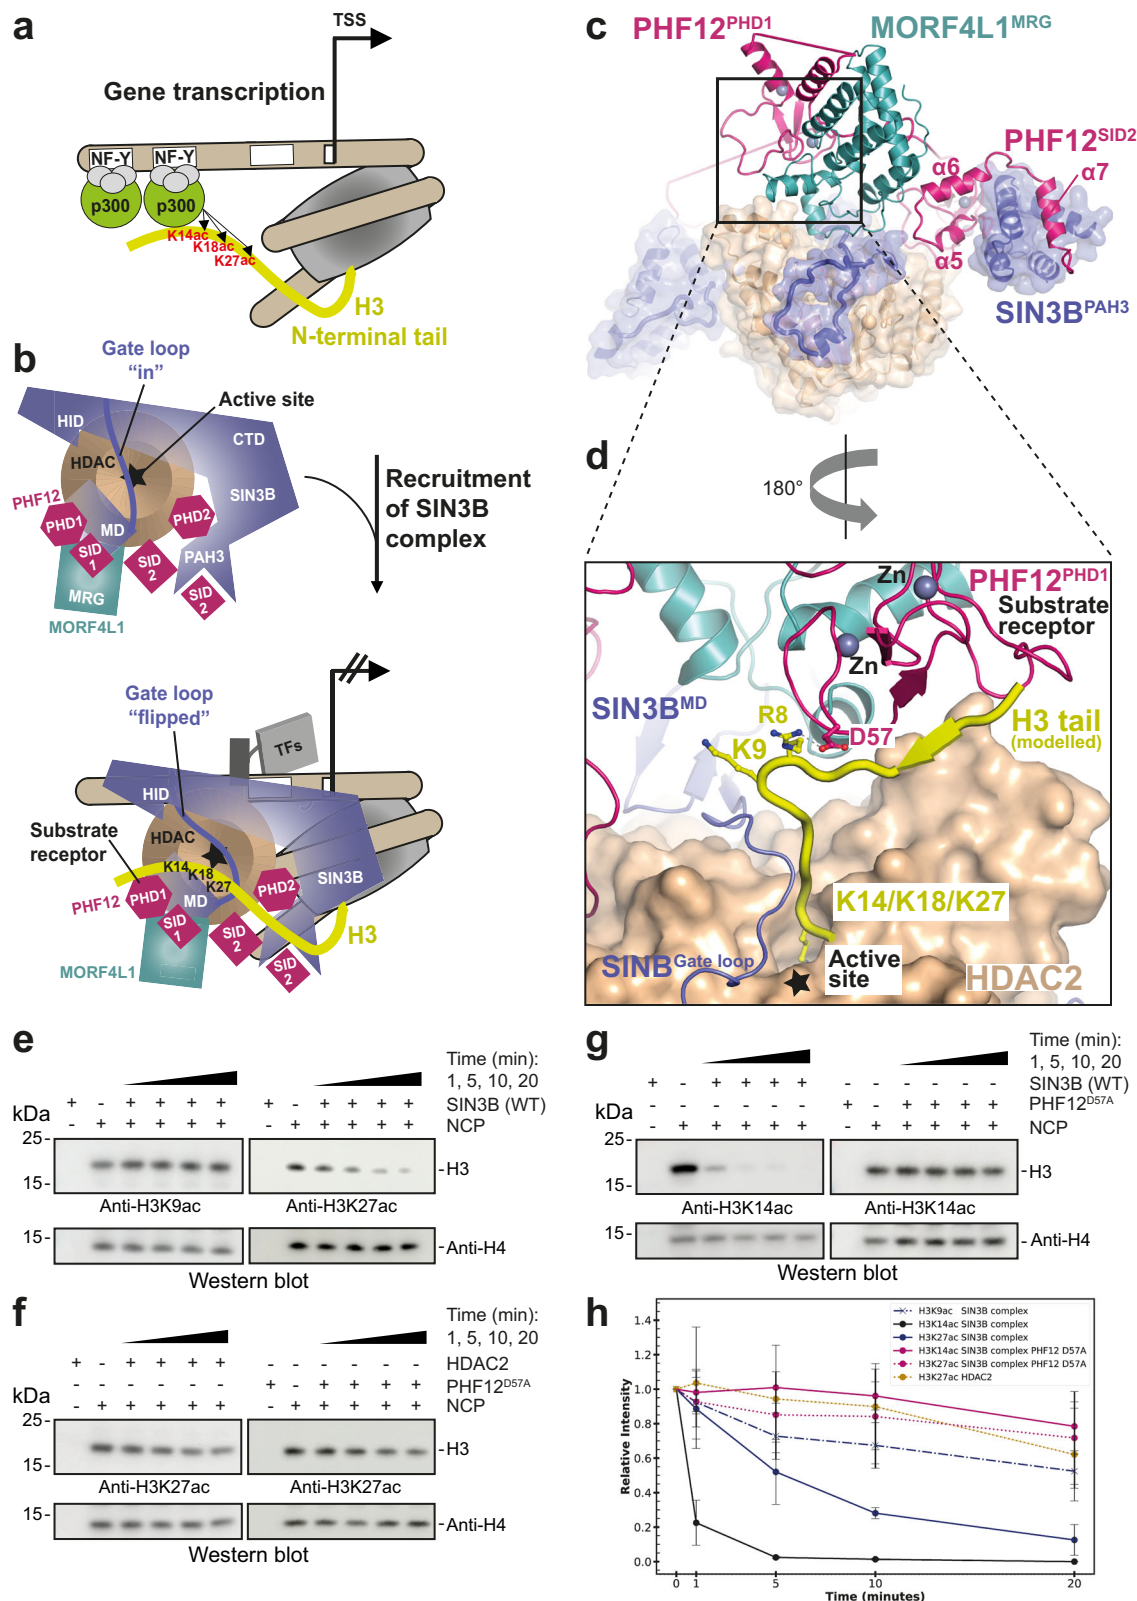 a
TSS
Gene transcription
NF-Y NF-Y
p300 p300
K14ac
K18ac
K27ac
H3
N-terminal tail
b
Gate loop
“in”
Active site
HID
CTD
HDAC
SIN3B
PHF12
PHD1
MD
PHD2
SID
1
SID
2
PAH3
SID
2
MRG
MORF4L1
Recruitment
of SIN3B
complex
Gate loop
“flipped”
TFs
HID
Substrate
receptor
HDAC
K14
K18
K27
SIN3B
PHF12
PHD1
MD
PHD2
SID
1
SID
2
SID
2
H3
MORF4L1
c
PHF12PHD1
MORF4L1MRG
PHF12SID2
α6
α7
α5
SIN3BPAH3
d
180°
Zn
PHF12PHD1
Substrate
receptor
Zn
SIN3BMD
R8
D57
K9
H3 tail
(modelled)
K14/K18/K27
SINBGate loop
Active
site
HDAC2
e
Time (min):
1, 5, 10, 20
+ - + + + + + - + + + + SIN3B (WT)
- + + + + + - + + + + + NCP
kDa
25-
15-
-H3
Anti-H3K9ac Anti-H3K27ac
15-
-Anti-H4
Western blot
f
Time (min):
1, 5, 10, 20
+ - + + + + - - - - - - HDAC2
- - - - - - + - + + + + PHF12D57A
- + + + + + - + + + + + NCP
kDa
25-
15-
-H3
Anti-H3K27ac Anti-H3K27ac
15-
-Anti-H4
Western blot
g
Time (min):
1, 5, 10, 20
+ - + + + + - - - - - - SIN3B (WT)
- - - - - - + - + + + + PHF12D57A
- + + + + + - + + + + + NCP
kDa
25-
15-
-H3
Anti-H3K14ac Anti-H3K14ac
15-
-Anti-H4
Western blot
h
H3K9ac SIN3B complex
H3K14ac SIN3B complex
H3K27ac SIN3B complex
H3K14ac SIN3B complex PHF12 D57A
H3K27ac SIN3B complex PHF12 D57A
H3K27ac HDAC2
Relative Intensity
1.4
1.2
1.0
0.8
0.6
0.4
0.2
0.0
0 1 5 10 20
Time (minutes)